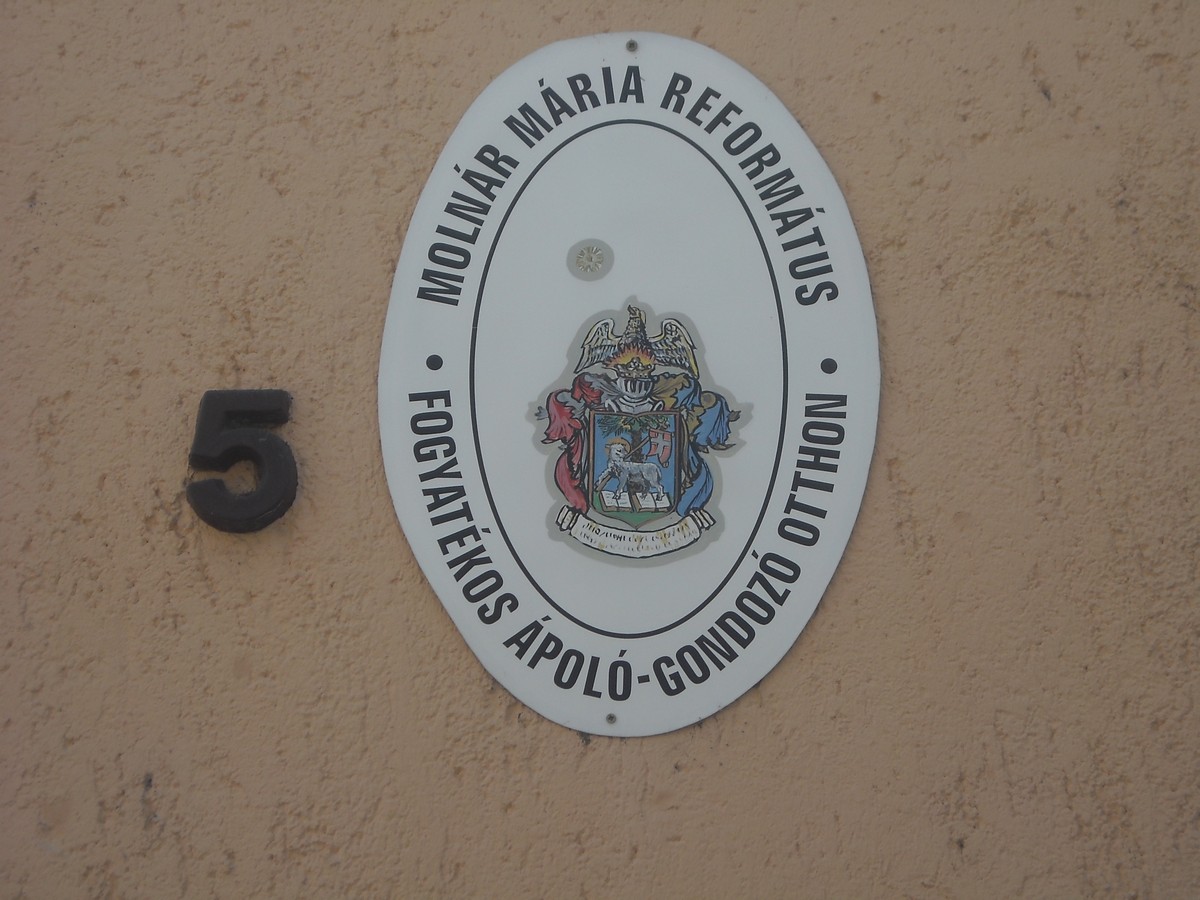 5
MOLNÁR MÁRIA REFORMÁTUS
FOGYATÉKOS ÁPOLÓ-GONDOZÓ OTTHON